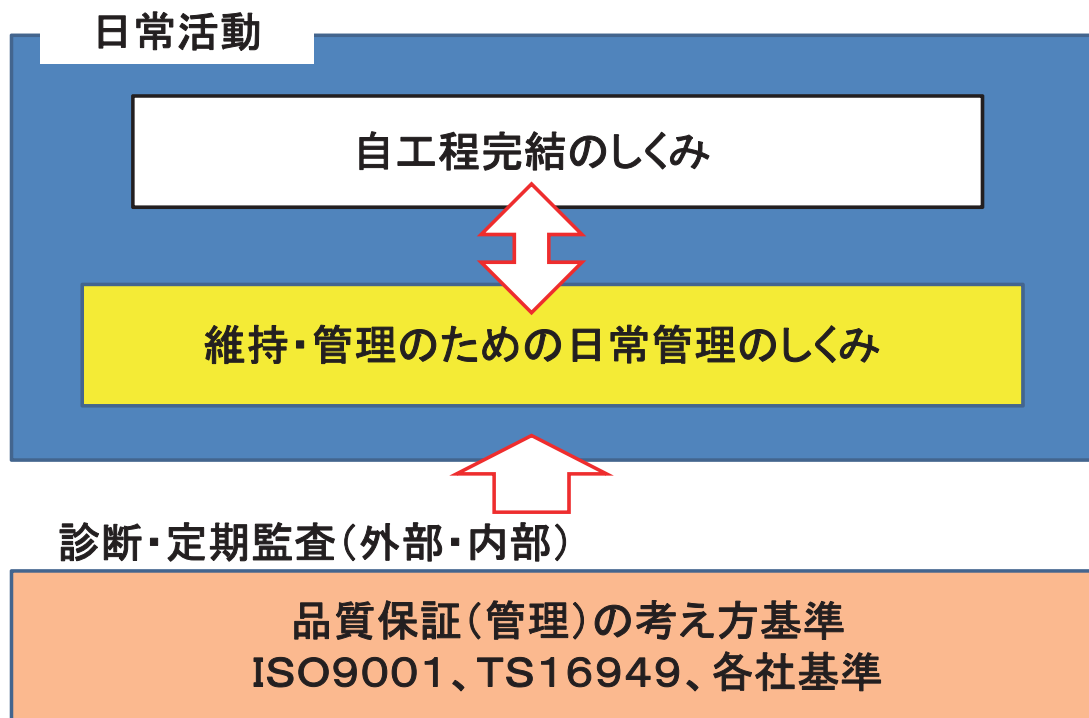 日常活動
自工程完結のしくみ
維持・管理のための日常管理のしくみ
診断・定期監査（外部・内部）
品質保証（管理）の考え方基準
ＩＳＯ９００１、ＴＳ１６９４９、各社基準